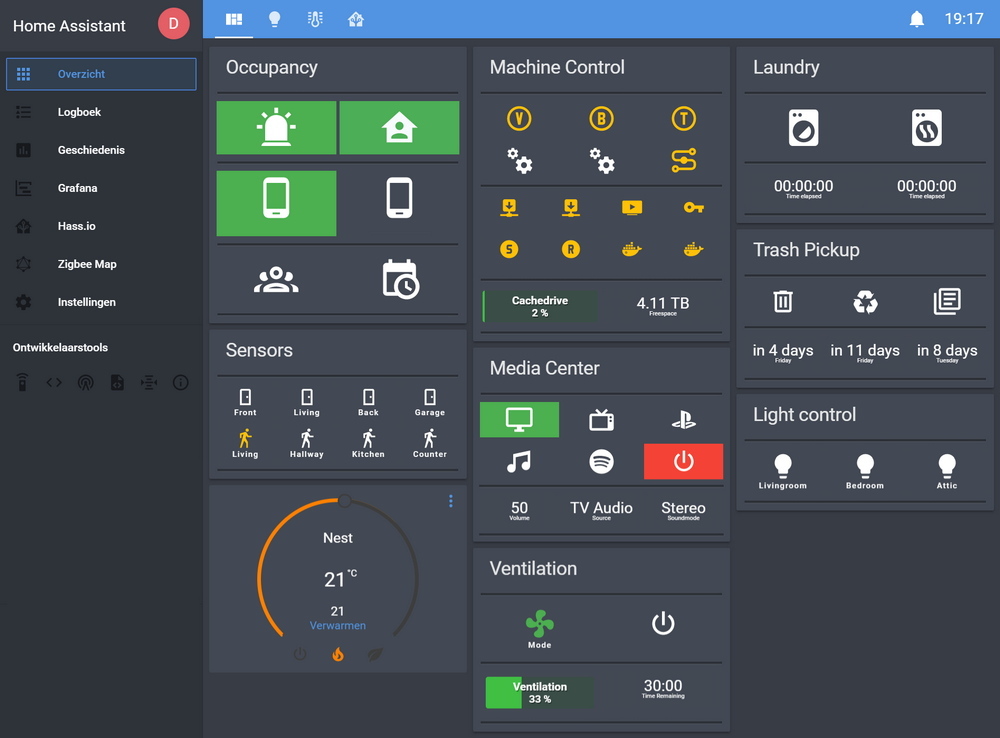 Home Assistant
D
19:17
Overzicht
Logboek
Geschiedenis
Grafana
Hass.io
Zigbee Map
Instellingen
Ontwikkelaarstools
Occupancy
Sensors
Front Living Back Garage
Living Hallway Kitchen Counter
Nest
21 °C
21
Verwarmen
Machine Control
V B T
S R
Cachedrive
2 %
4.11 TB
Freespace
Media Center
50 TV Audio Stereo
Volume Source Soundmode
Ventilation
Mode
Ventilation
33 %
30:00
Time Remaining
Laundry
00:00:00 00:00:00
Time elapsed Time elapsed
Trash Pickup
in 4 days in 11 days in 8 days
Friday Friday Tuesday
Light control
Livingroom Bedroom Attic